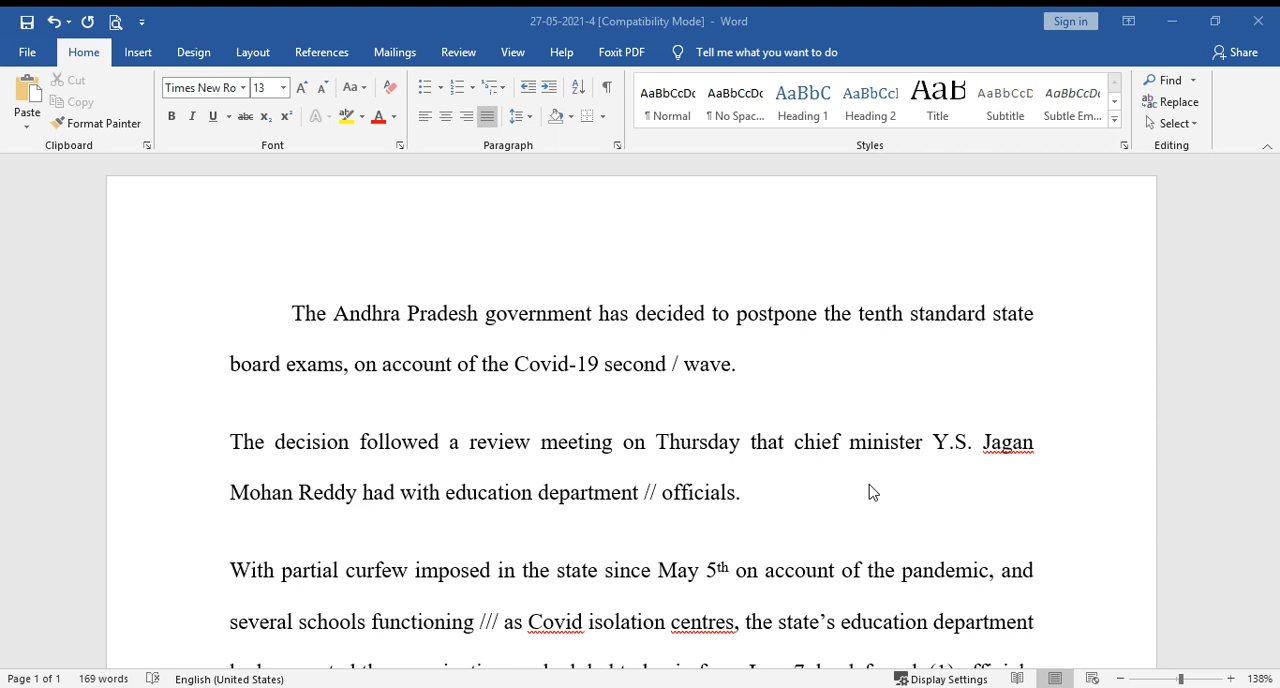 27-05-2021-4 [Compatibility Mode] - Word
Sign in
File Home Insert Design Layout References Mailings Review View Help Foxit PDF Tell me what you want to do Share
Paste
Cut
Copy
Format Painter
Clipboard
Times New Ro 13
Font
Paragraph
AaBbCcDc AaBbCcDc AaBbC AaBbCcI AaB AaBbCcD AaBbCcDc
¶ Normal ¶ No Spac... Heading 1 Heading 2 Title Subtitle Subtle Em...
Styles
Find
Replace
Select
Editing
The Andhra Pradesh government has decided to postpone the tenth standard state
board exams, on account of the Covid-19 second / wave.
The decision followed a review meeting on Thursday that chief minister Y.S. Jagan
Mohan Reddy had with education department // officials.
With partial curfew imposed in the state since May 5th on account of the pandemic, and
several schools functioning /// as Covid isolation centres, the state’s education department
Page 1 of 1 169 words English (United States) Display Settings 138%